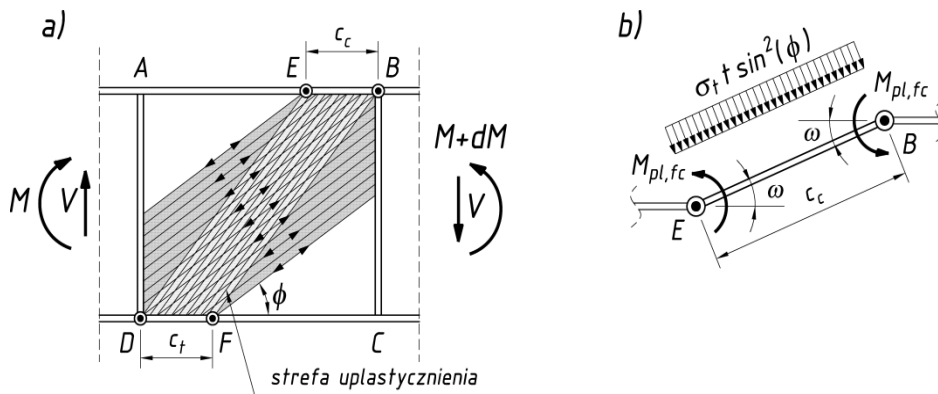 a)
c_c
A
E
B
M
V
M+dM
V
ϕ
D
c_t
F
C
strefa uplastycznienia
b)
σ_t t sin²(ϕ)
M_pl,fc
ω
B
M_pl,fc
ω
E
c_c